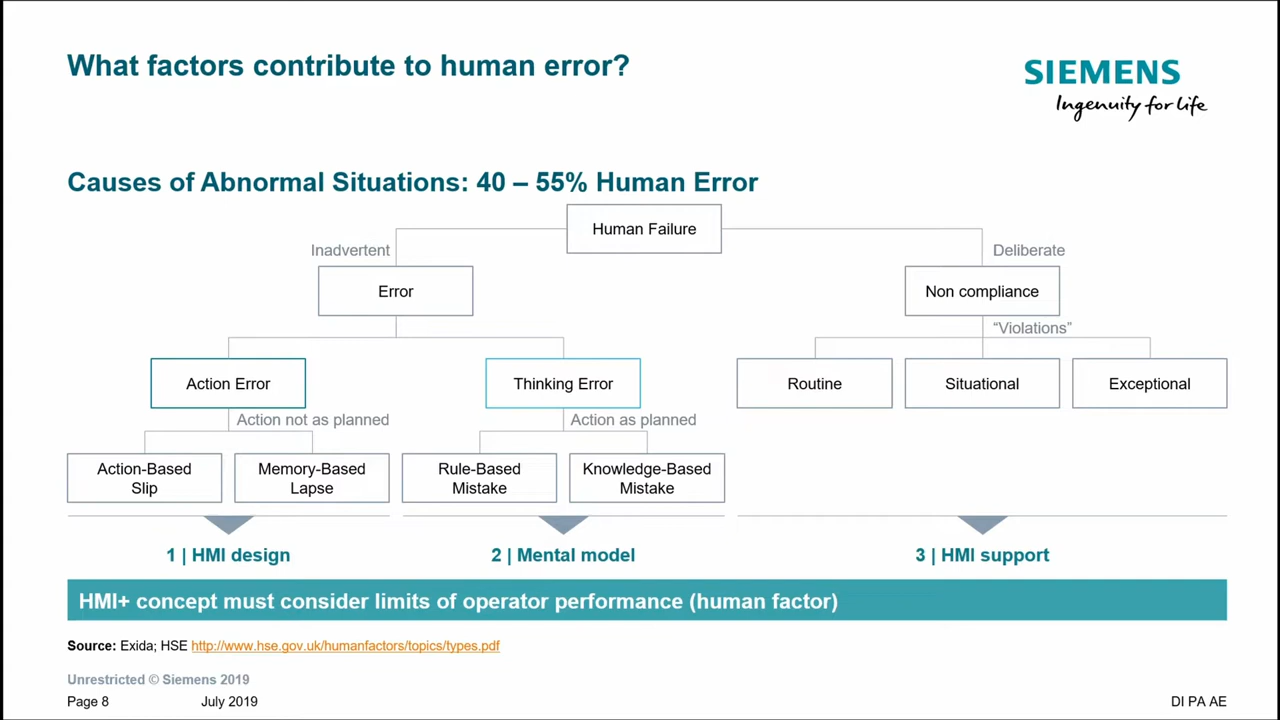 What factors contribute to human error?
SIEMENS
Ingenuity for life
Causes of Abnormal Situations: 40 – 55% Human Error
Human Failure
Inadvertent
Deliberate
Error
Non compliance
“Violations”
Action Error
Thinking Error
Routine
Situational
Exceptional
Action not as planned
Action as planned
Action-Based
Slip
Memory-Based
Lapse
Rule-Based
Mistake
Knowledge-Based
Mistake
1 | HMI design
2 | Mental model
3 | HMI support
HMI+ concept must consider limits of operator performance (human factor)
Source: Exida; HSE http://www.hse.gov.uk/humanfactors/topics/types.pdf
Unrestricted © Siemens 2019
Page 8
July 2019
DI PA AE